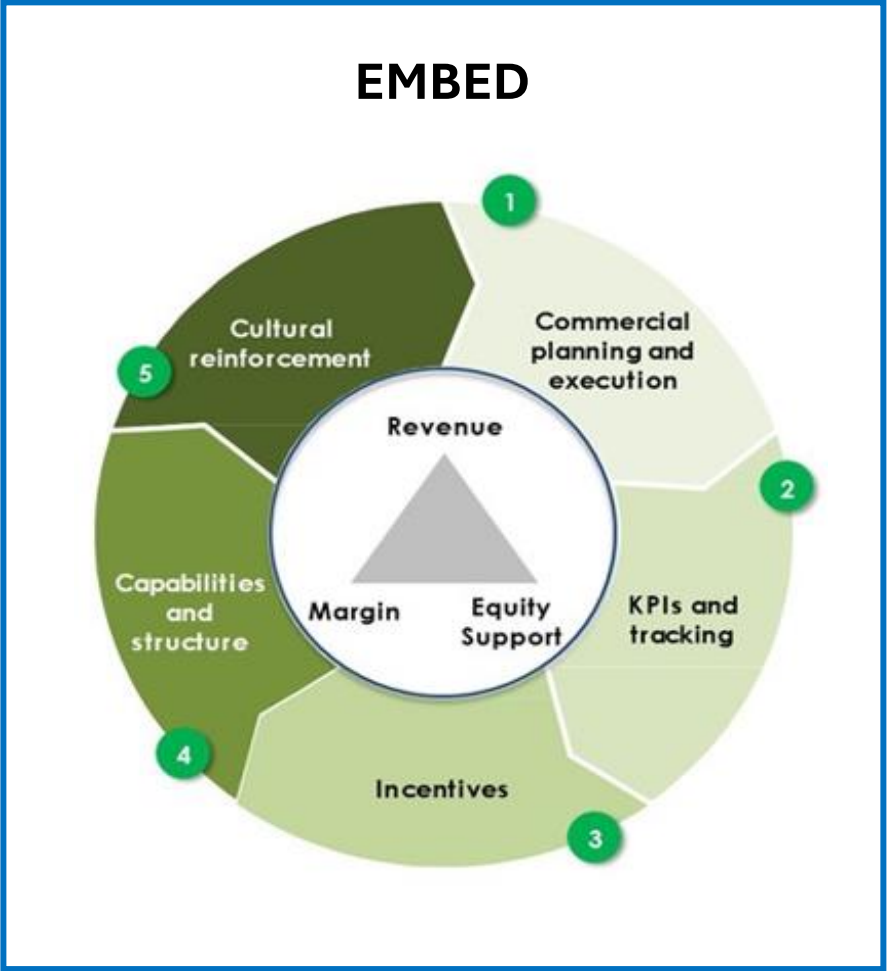 EMBED
1
Commercial
planning and
execution
2
KPIs and
tracking
3
Incentives
4
Capabilities
and
structure
5
Cultural
reinforcement
Revenue
Margin
Equity
Support